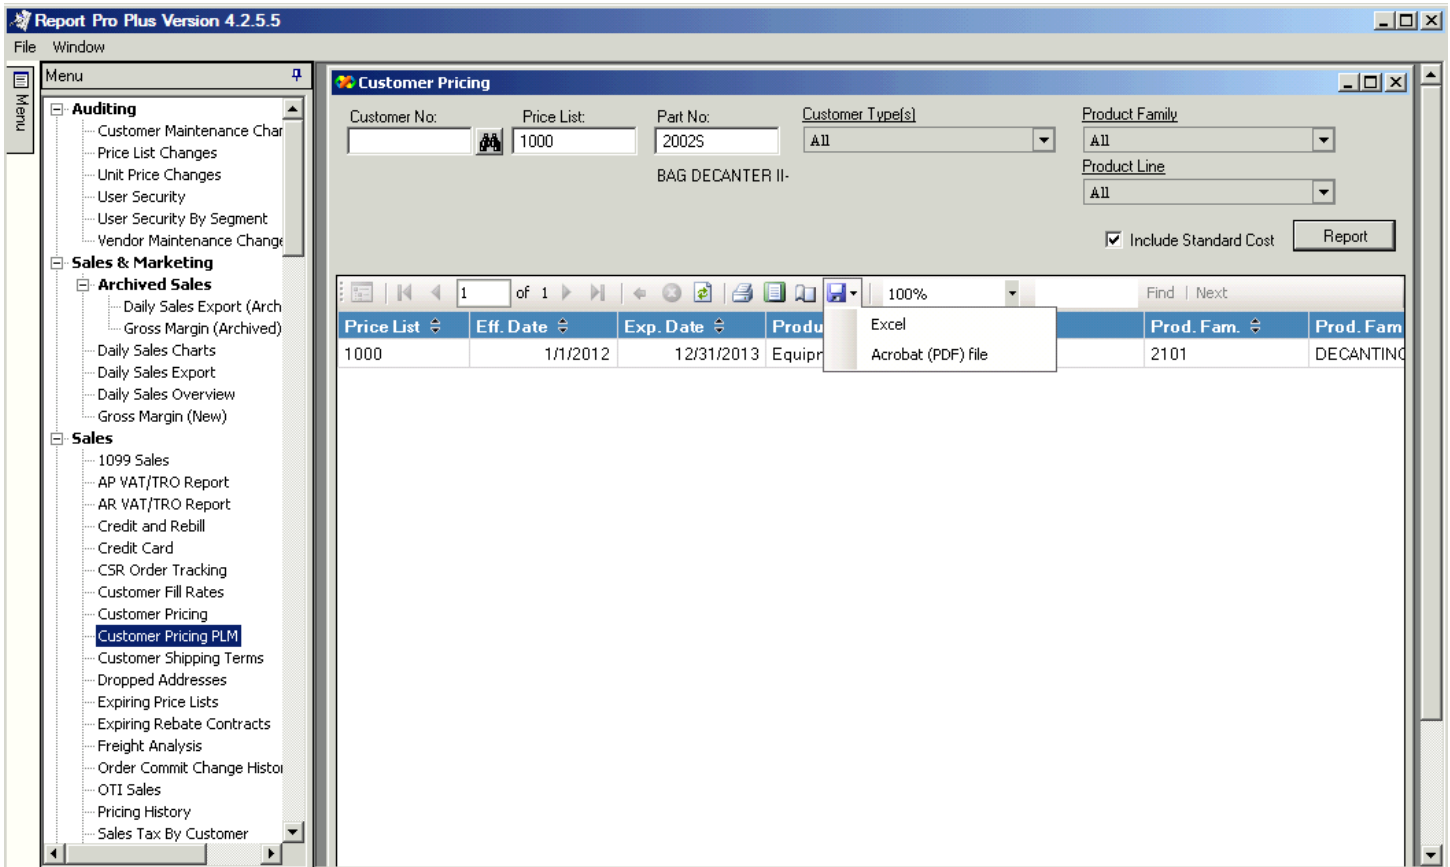 Report Pro Plus Version 4.2.5.5
File Window
Menu
Menu
Auditing
Customer Maintenance Char
Price List Changes
Unit Price Changes
User Security
User Security By Segment
Vendor Maintenance Change
Sales & Marketing
Archived Sales
Daily Sales Export (Arch
Gross Margin (Archived)
Daily Sales Charts
Daily Sales Export
Daily Sales Overview
Gross Margin (New)
Sales
1099 Sales
AP VAT/TRO Report
AR VAT/TRO Report
Credit and Rebill
Credit Card
CSR Order Tracking
Customer Fill Rates
Customer Pricing
Customer Pricing PLM
Customer Shipping Terms
Dropped Addresses
Expiring Price Lists
Expiring Rebate Contracts
Freight Analysis
Order Commit Change Histor
OTI Sales
Pricing History
Sales Tax By Customer
Customer Pricing
Customer No: Price List: Part No: Customer Type(s) Product Family
1000 2002S All All
BAG DECANTER II-
Product Line
All
Include Standard Cost Report
1 of 1 100% Find | Next
Price List Eff. Date Exp. Date Produ Prod. Fam. Prod. Fam
1000 1/1/2012 12/31/2013 Equipr 2101 DECANTING
Excel
Acrobat (PDF) file